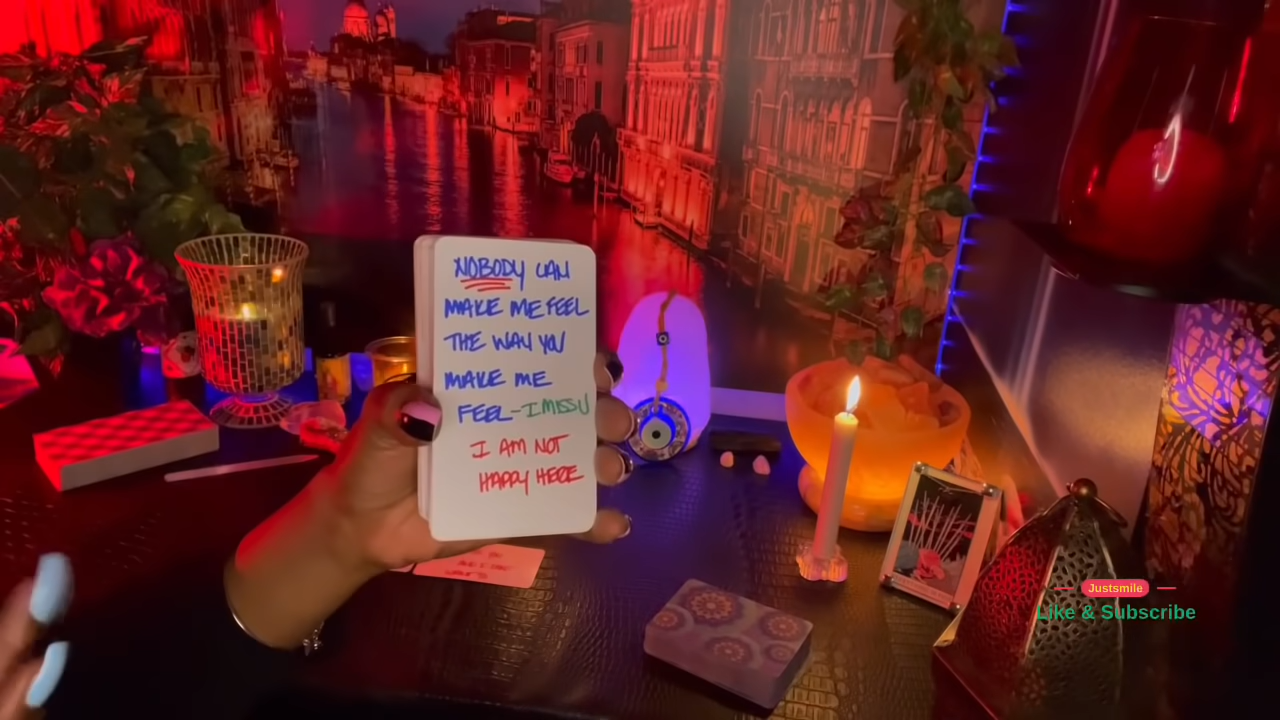 NOBODY CAN
MAKE ME FEEL
THE WAY YOU
MAKE ME
FEEL-I MISS U
I AM NOT
HAPPY HERE
Justsmile
Like & Subscribe